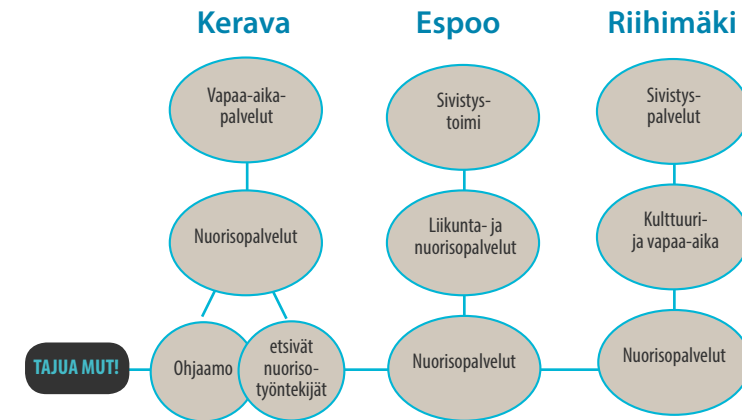 Kerava
Espoo
Riihimäki
Vapaa-aika-
palvelut
Sivistys-
toimi
Sivistys-
palvelut
Nuorisopalvelut
Liikunta- ja
nuorisopalvelut
Kulttuuri-
ja vapaa-aika
TAJUA MUT!
Ohjaamo
etsivät
nuoriso-
työntekijät
Nuorisopalvelut
Nuorisopalvelut